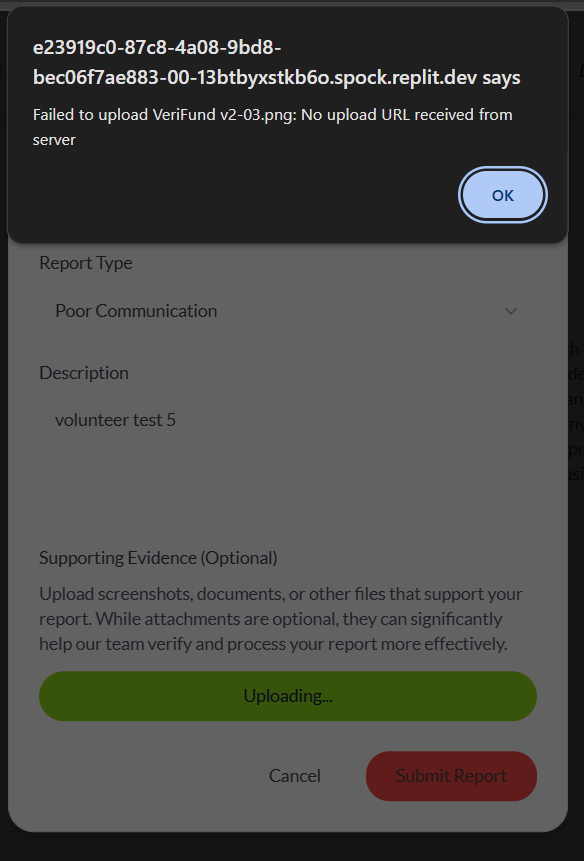 e23919c0-87c8-4a08-9bd8-
bec06f7ae883-00-13btbyxstkb6o.spock.replit.dev says
Failed to upload VeriFund v2-03.png: No upload URL received from
server
OK
Report Type
Poor Communication
Description
volunteer test 5
Supporting Evidence (Optional)
Upload screenshots, documents, or other files that support your
report. While attachments are optional, they can significantly
help our team verify and process your report more effectively.
Uploading...
Cancel
Submit Report